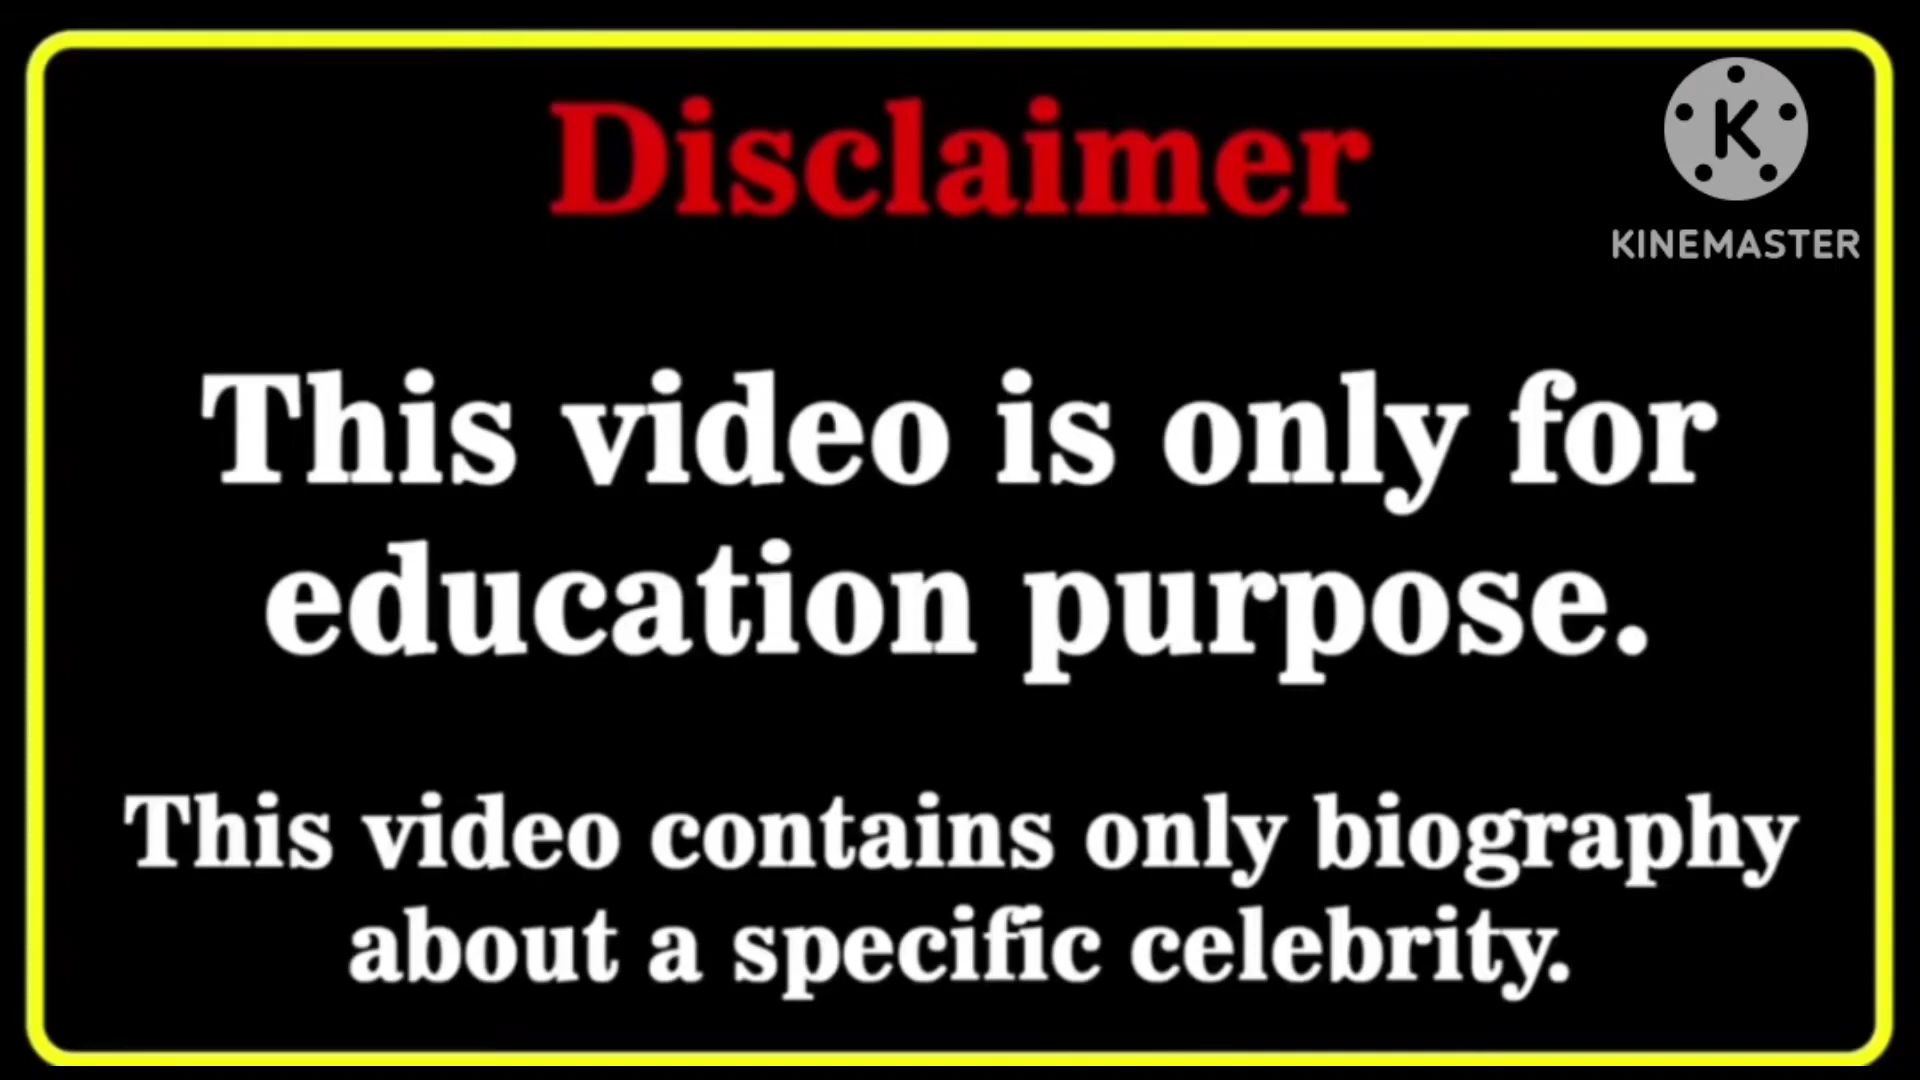 Disclaimer
K
KINEMASTER
This video is only for
education purpose.
This video contains only biography
about a specific celebrity.